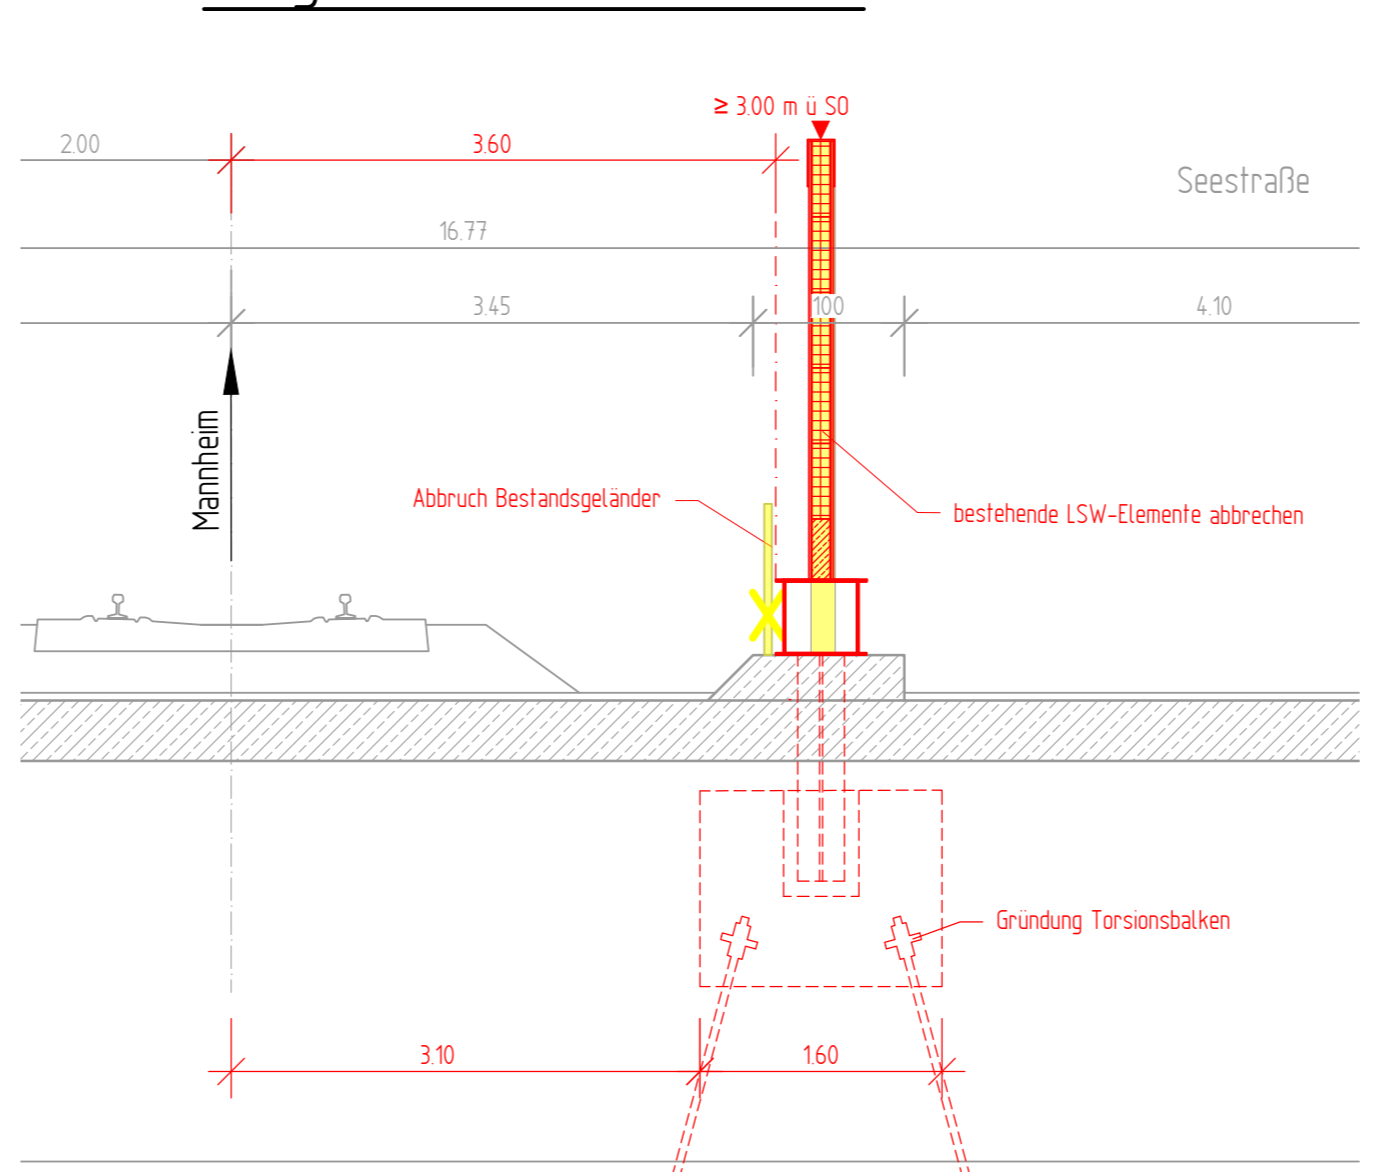 ≥ 3.00 m ü SO
2.00
3.60
Seestraße
16.77
3.45
100
4.10
Mannheim
Abbruch Bestandsgeländer
bestehende LSW-Elemente abbrechen
Gründung Torsionsbalken
3.10
1.60